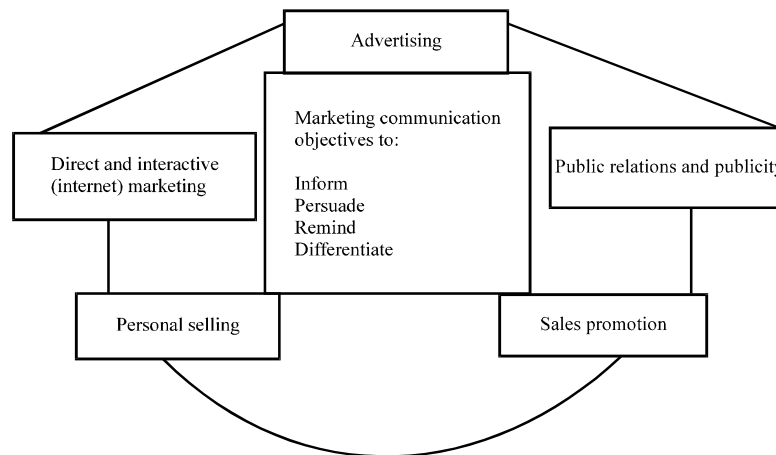 Advertising
Marketing communication
objectives to:
Inform
Persuade
Remind
Differentiate
Direct and interactive
(internet) marketing
Public relations and publicity
Personal selling
Sales promotion